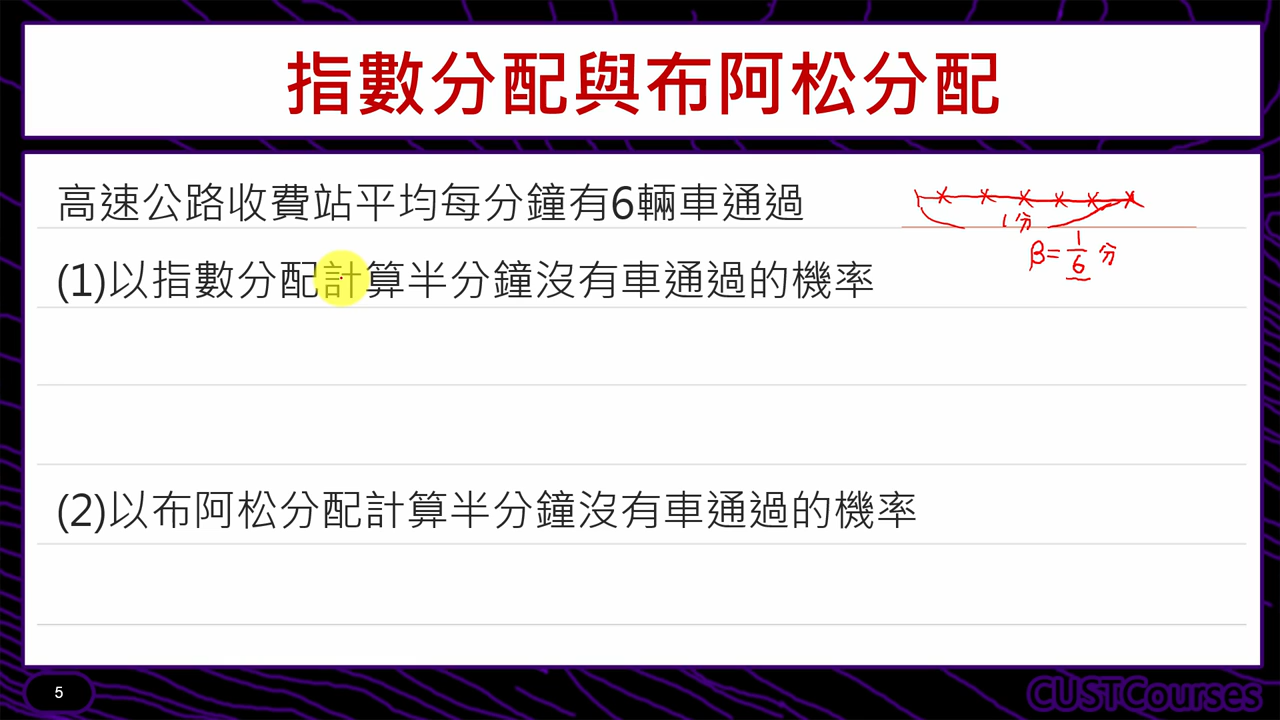 指數分配與布阿松分配
高速公路收費站平均每分鐘有6輛車通過
1分
β=1/6 分
(1)以指數分配計算半分鐘沒有車通過的機率
(2)以布阿松分配計算半分鐘沒有車通過的機率
5
CUSTCourses